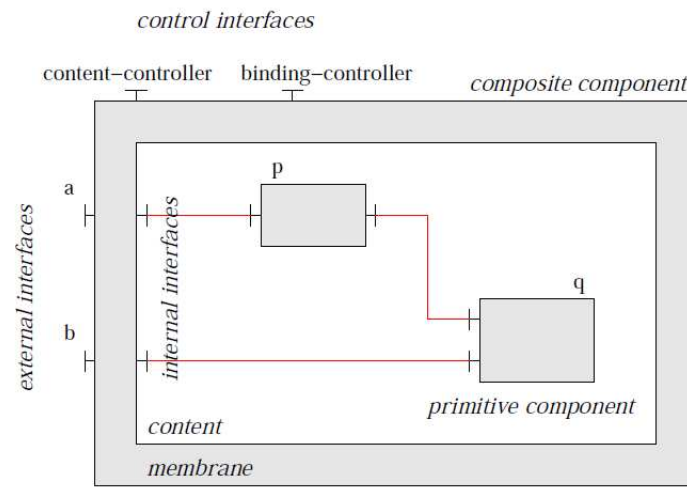 control interfaces
content–controller
binding–controller
composite component
p
a
external interfaces
internal interfaces
q
b
primitive component
content
membrane